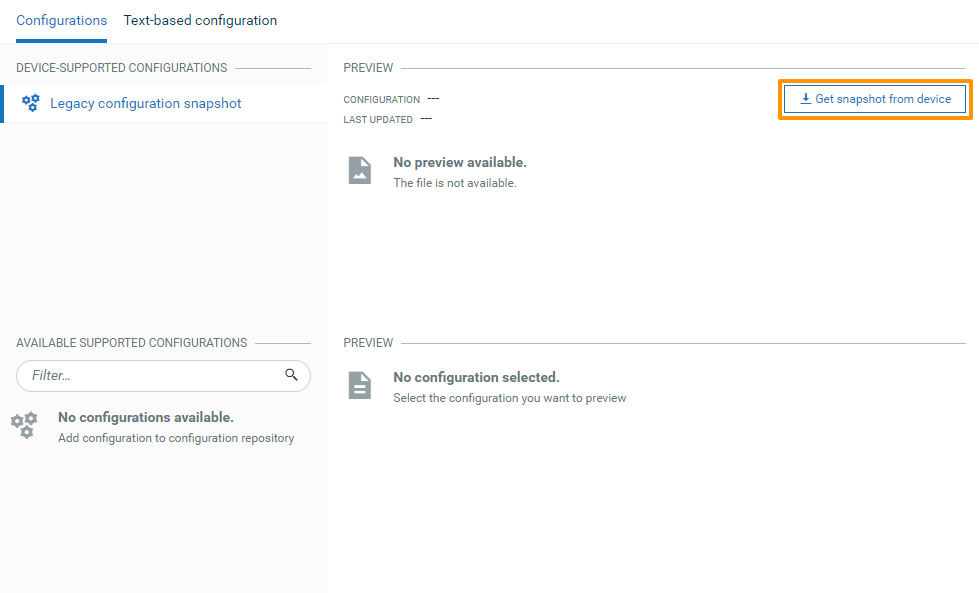 Configurations Text-based configuration
DEVICE-SUPPORTED CONFIGURATIONS
Legacy configuration snapshot
PREVIEW
CONFIGURATION ---
Get snapshot from device
LAST UPDATED ---
No preview available.
The file is not available.
AVAILABLE SUPPORTED CONFIGURATIONS
Filter...
No configurations available.
Add configuration to configuration repository
PREVIEW
No configuration selected.
Select the configuration you want to preview